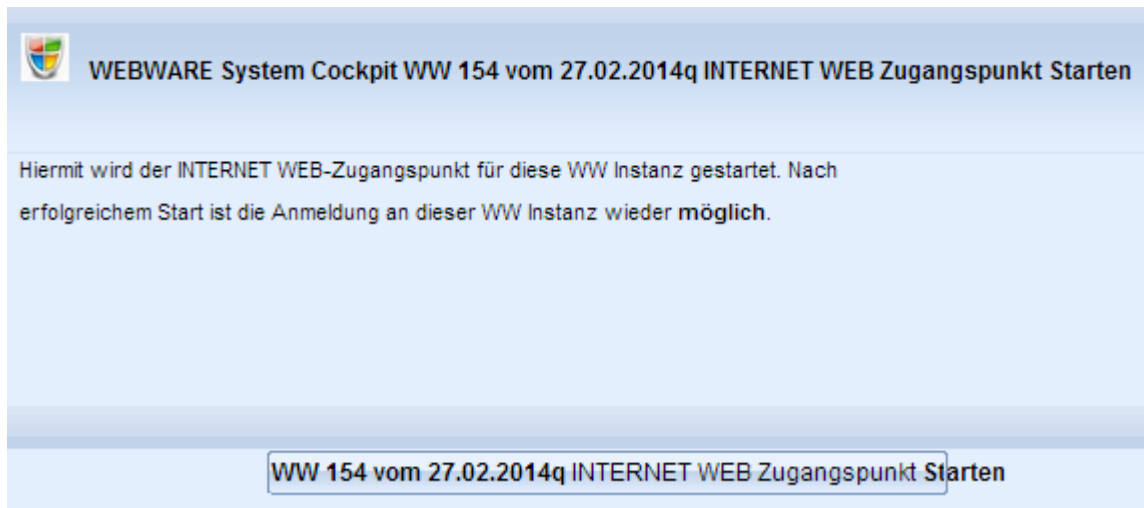 WEBWARE System Cockpit WW 154 vom 27.02.2014q INTERNET WEB Zugangspunkt Starten
Hiermit wird der INTERNET WEB-Zugangspunkt für diese WW Instanz gestartet. Nach
erfolgreichem Start ist die Anmeldung an dieser WW Instanz wieder möglich.
WW 154 vom 27.02.2014q INTERNET WEB Zugangspunkt Starten